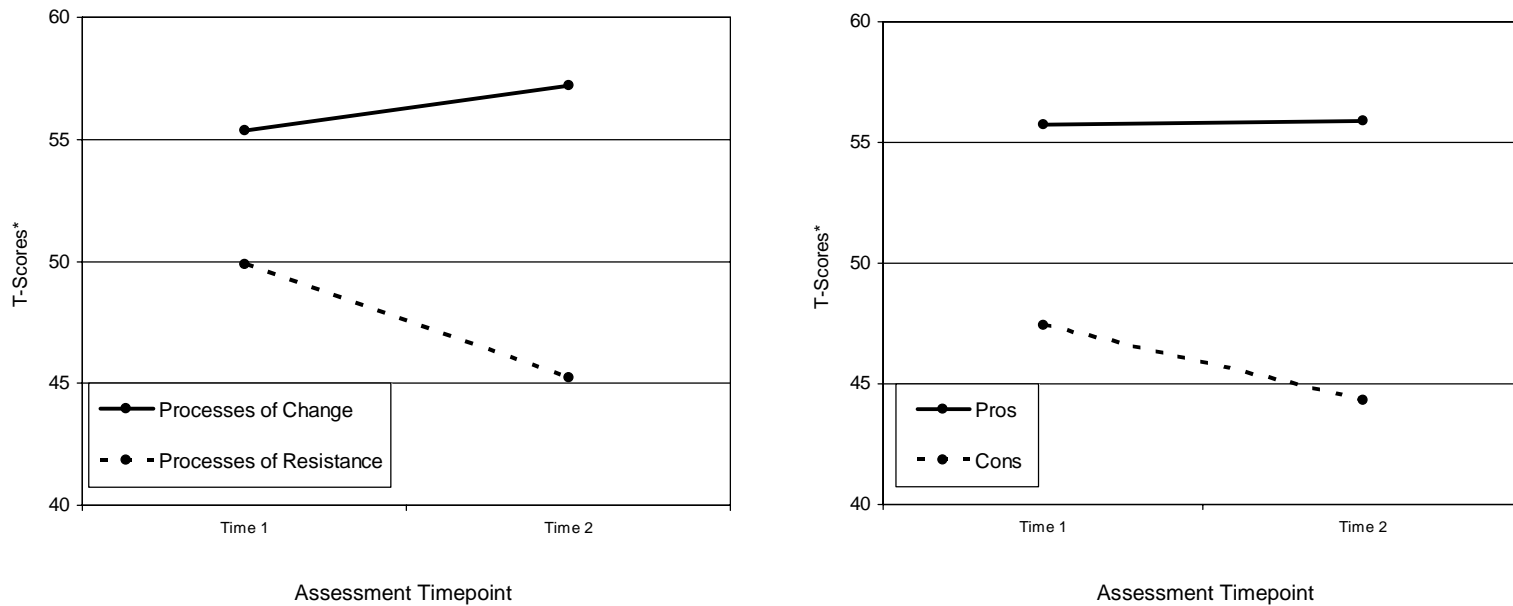 60
55
50
45
40
T-Scores*
Processes of Change
Processes of Resistance
Time 1
Time 2
Assessment Timepoint
60
55
50
45
40
T-Scores*
Pros
Cons
Time 1
Time 2
Assessment Timepoint